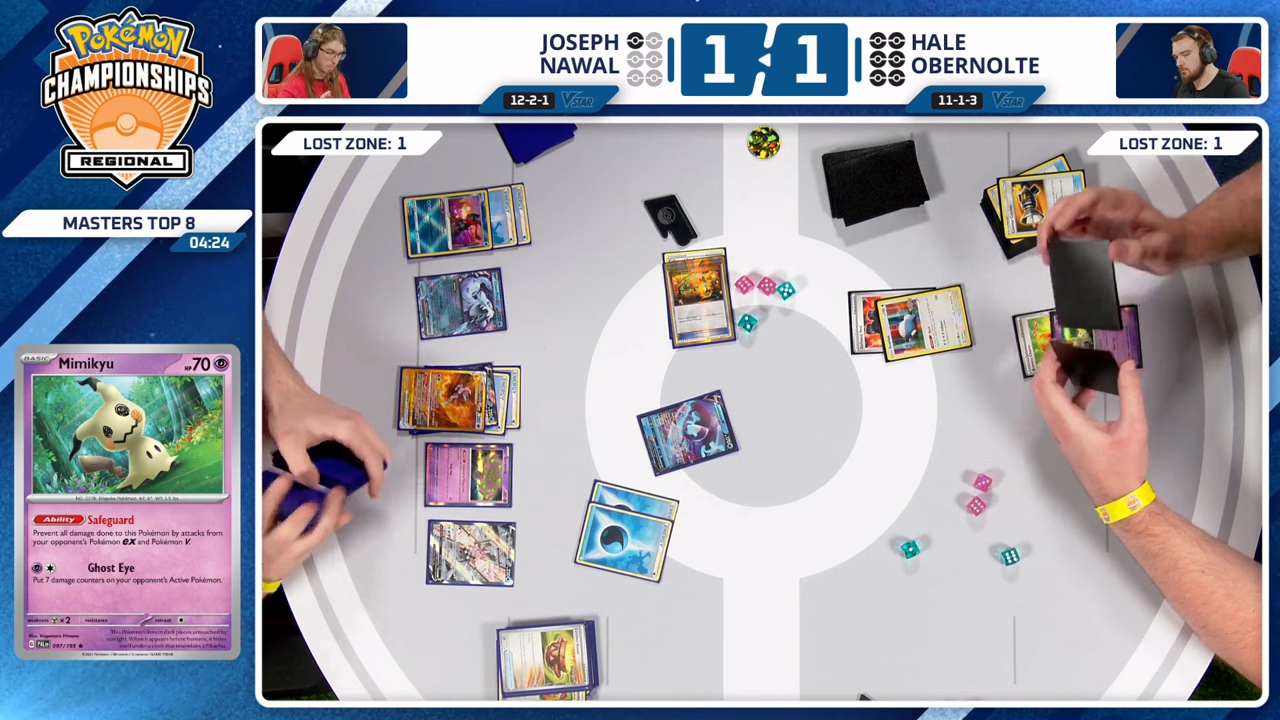 Pokémon
CHAMPIONSHIPS
REGIONAL
MASTERS TOP 8
04:24
JOSEPH
NAWAL
1
1
HALE
OBERNOLTE
12-2-1
VSTAR
11-1-3
VSTAR
LOST ZONE: 1
LOST ZONE: 1
BASIC
Mimikyu
HP 70
Ability
Safeguard
Prevent all damage done to this Pokémon by attacks from
your opponent's Pokémon ex and Pokémon V.
Ghost Eye
Put 7 damage counters on your opponent's Active Pokémon.
weakness
x2
resistance
retreat